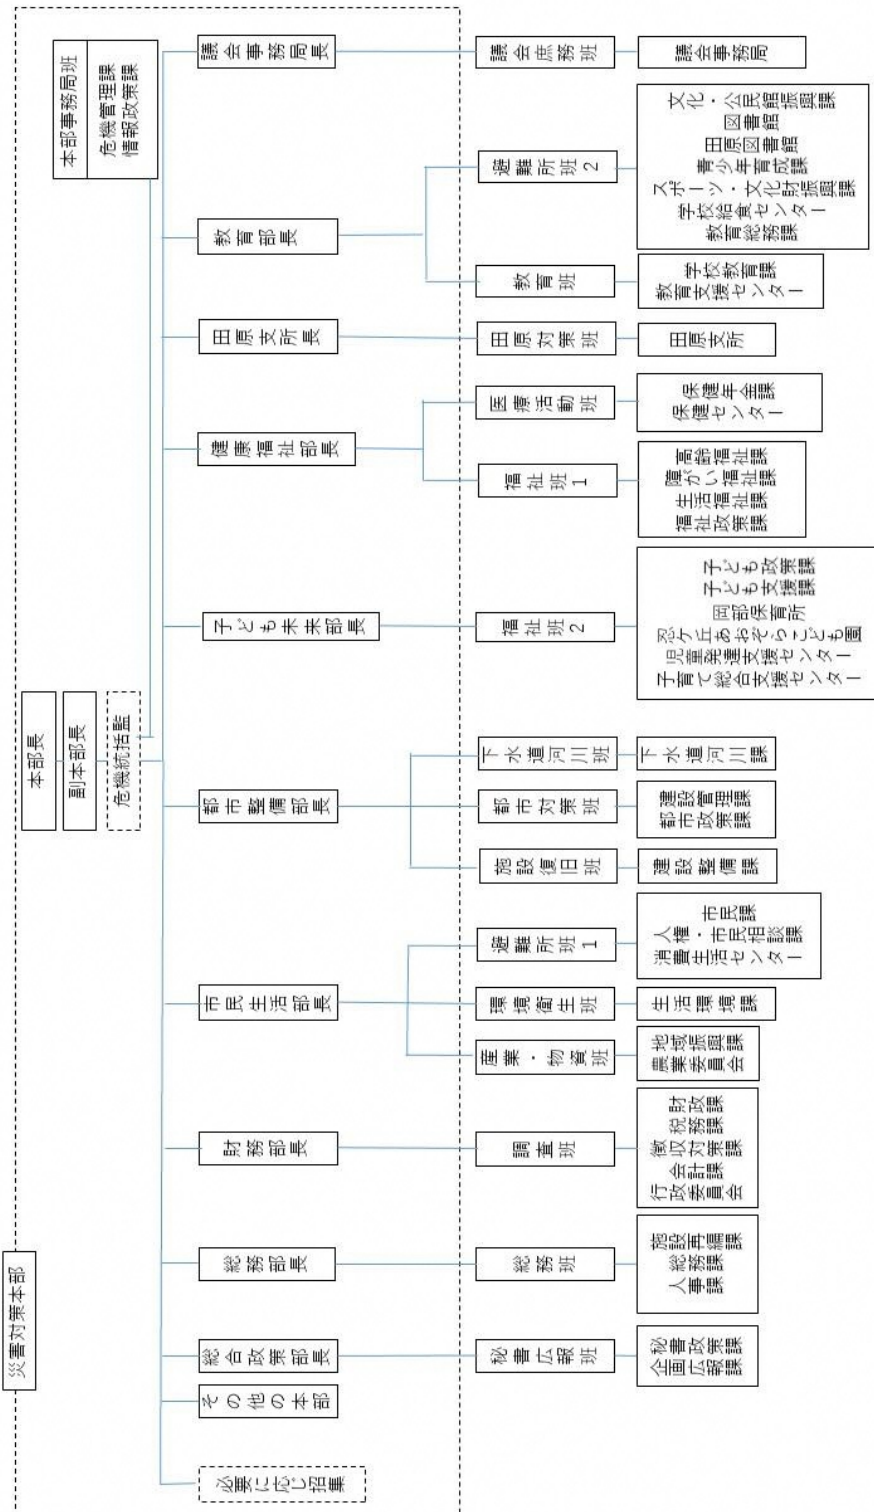 災害対策本部
本部長
副本部長
危機統括監
本部事務局班
危機管理課
情報政策課
必要に応じ招集
その他の本部
総合政策部長
秘書広報班
秘書政策課
企画広報課
総務部長
総務班
施設再編課
総務課
人事課
財務部長
調査班
財政課
税務課
徴収対策課
会計課
行政委員会
市民生活部長
産業・物資班
地域振興課
農業委員会
環境衛生班
生活環境課
避難所班1
市民課
人権・市民相談課
消費生活センター
都市整備部長
施設復旧班
建設整備課
都市対策班
建設管理課
都市政策課
下水道河川班
下水道河川課
子ども未来部長
福祉班2
子ども政策課
子ども支援課
岡部保育所
忍ケ丘あおぞらこども園
児童発達支援センター
子育て総合支援センター
健康福祉部長
福祉班1
高齢福祉課
障がい福祉課
生活福祉課
福祉政策課
医療活動班
保健年金課
保健センター
田原支所長
田原対策班
田原支所
教育部長
教育班
学校教育課
教育支援センター
避難所班2
文化・公民館振興課
図書館
田原図書館
青少年育成課
スポーツ・文化財振興課
学校給食センター
教育総務課
議会事務局長
議会庶務班
議会事務局